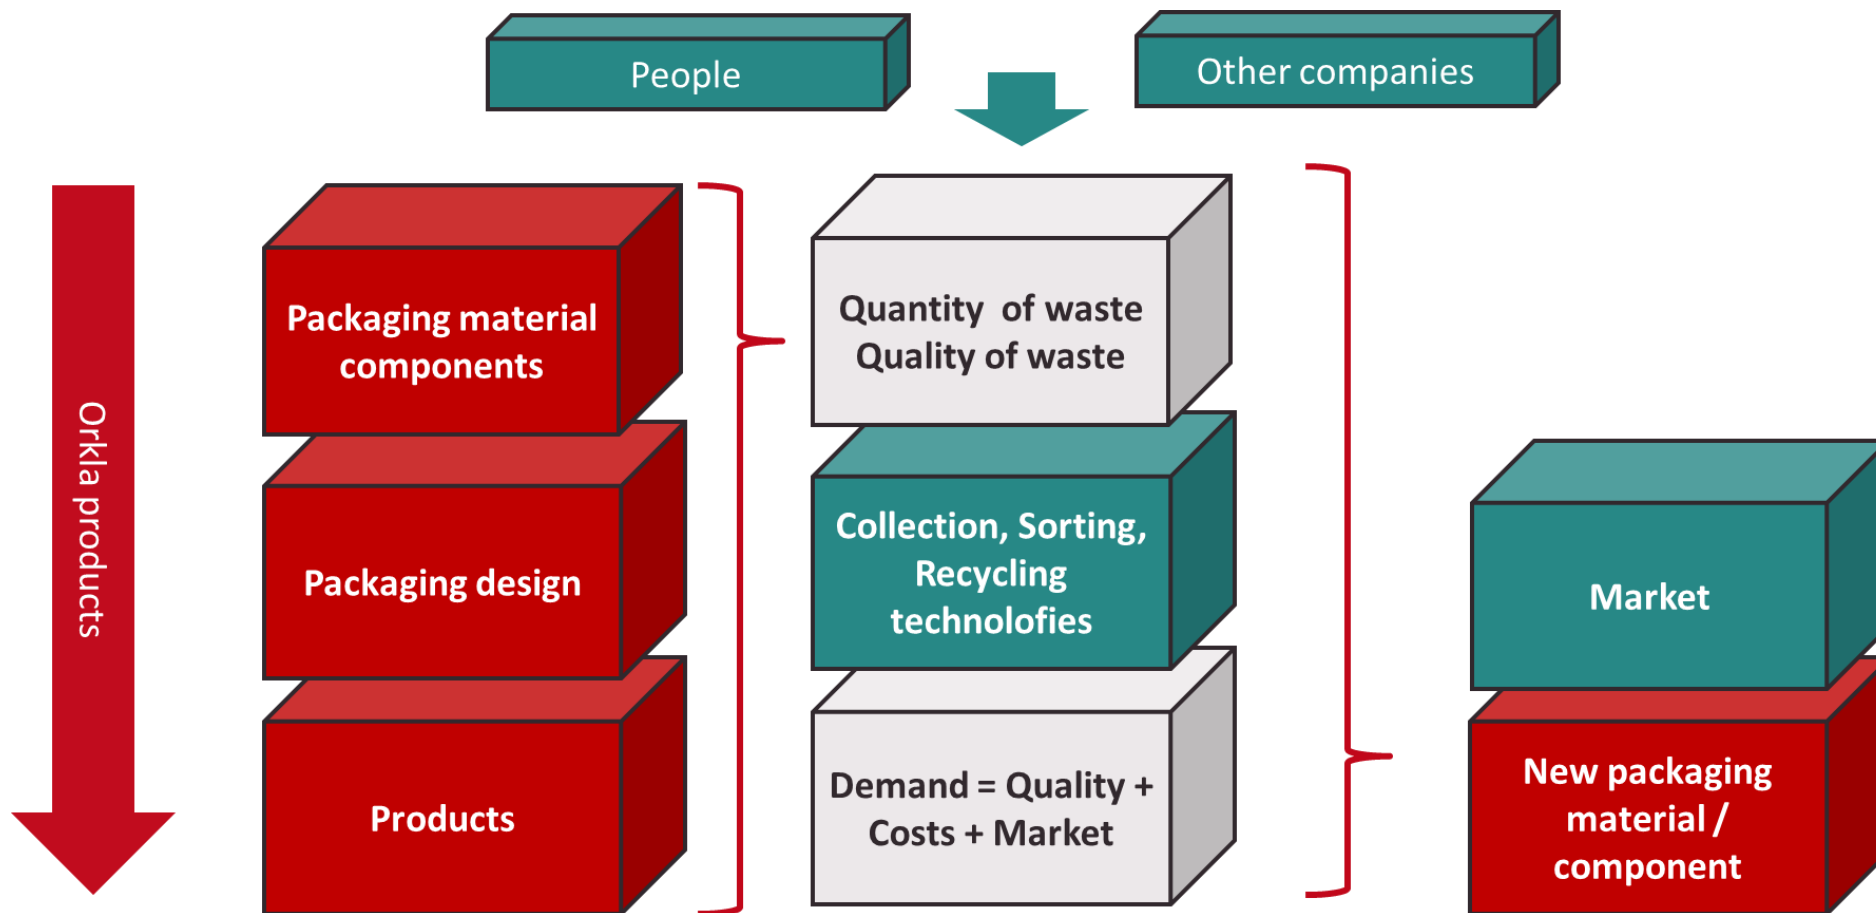 People
Other companies
Orkla products
Packaging material
components
Packaging design
Products
Quantity  of waste
Quality of waste
Collection, Sorting,
Recycling
technolofies
Demand = Quality +
Costs + Market
Market
New packaging
material /
component